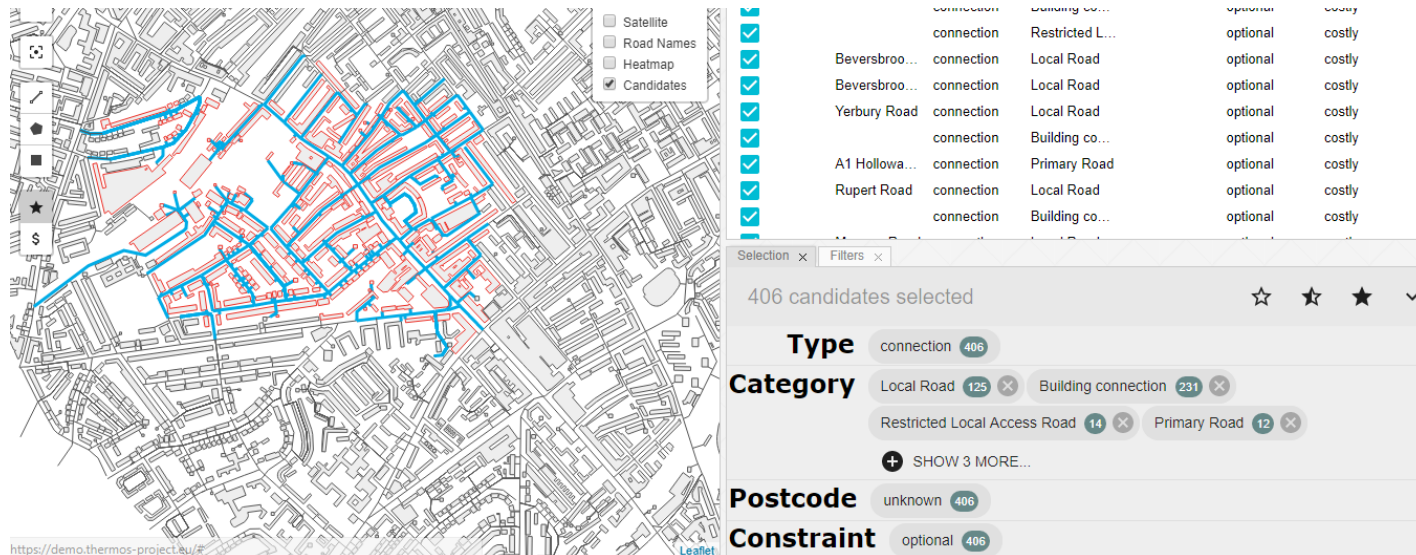 Satellite
Road Names
Heatmap
Candidates
$
https://demo.thermos-project.eu/#
Leaflet
connection Building co... optional costly
connection Restricted L... optional costly
Beversbroo... connection Local Road optional costly
Beversbroo... connection Local Road optional costly
Yerbury Road connection Local Road optional costly
connection Building co... optional costly
A1 Hollowa... connection Primary Road optional costly
Rupert Road connection Local Road optional costly
connection Building co... optional costly
Selection × Filters ×
406 candidates selected
Type connection 406
Category Local Road 125 Building connection 231
Restricted Local Access Road 14 Primary Road 12
SHOW 3 MORE...
Postcode unknown 406
Constraint optional 406